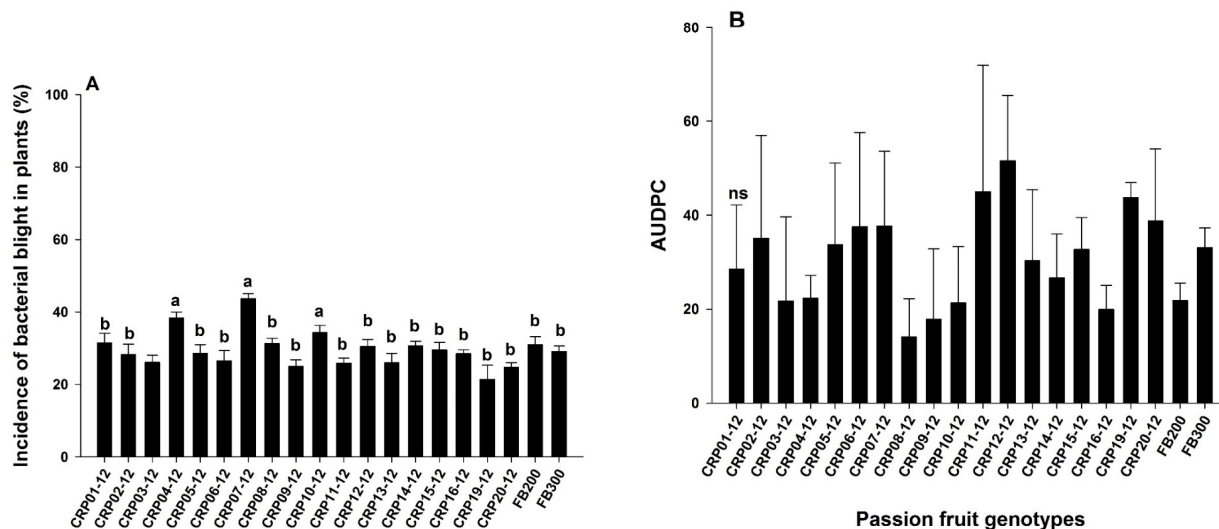 A
Incidence of bacterial blight in plants (%)
100
80
60
40
20
0
b
b
a
b
b
a
b
b
a
b
b
b
b
b
b
b
b
b
b
CRP01-12
CRP02-12
CRP03-12
CRP04-12
CRP05-12
CRP06-12
CRP07-12
CRP08-12
CRP09-12
CRP10-12
CRP11-12
CRP12-12
CRP13-12
CRP14-12
CRP15-12
CRP16-12
CRP19-12
CRP20-12
FB200
FB300
B
AUDPC
80
60
40
20
0
ns
CRP01-12
CRP02-12
CRP03-12
CRP04-12
CRP05-12
CRP06-12
CRP07-12
CRP08-12
CRP09-12
CRP10-12
CRP11-12
CRP12-12
CRP13-12
CRP14-12
CRP15-12
CRP16-12
CRP19-12
CRP20-12
FB200
FB300
Passion fruit genotypes